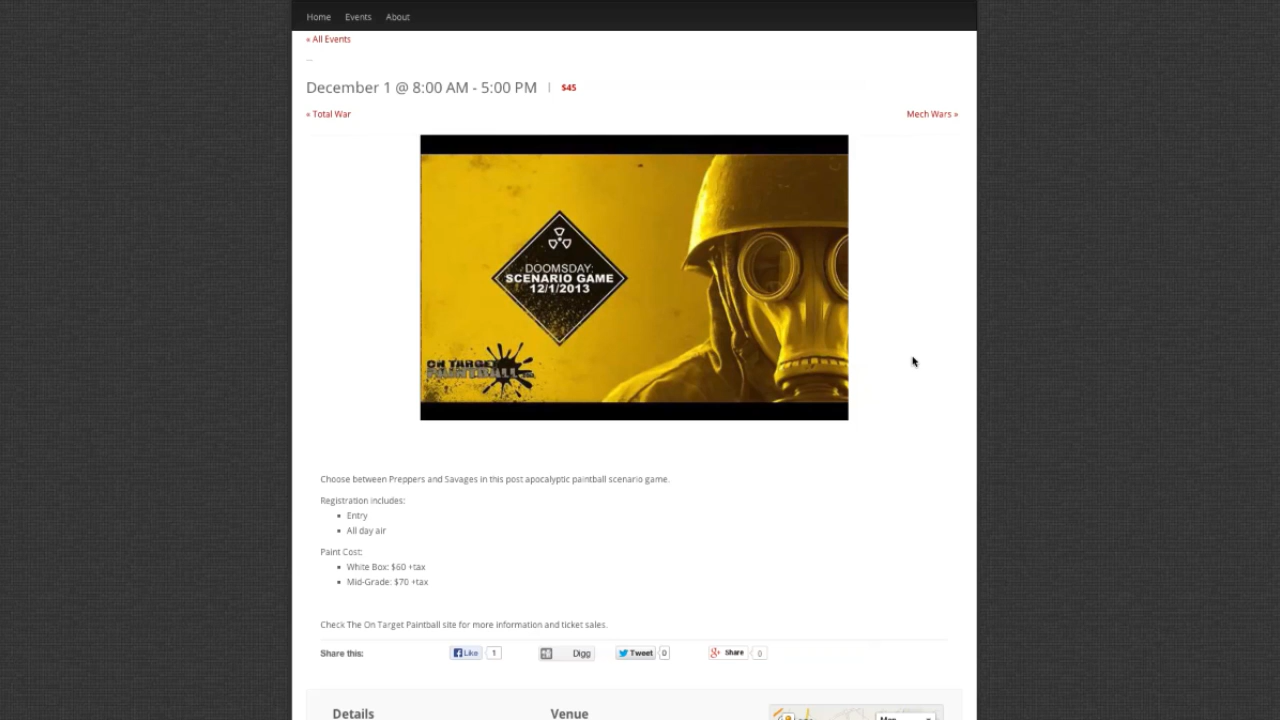 Home Events About
« All Events
...
December 1 @ 8:00 AM - 5:00 PM | $45
« Total War Mech Wars »
DOOMSDAY:
SCENARIO GAME
12/1/2013
ON TARGET
PAINTBALL
Choose between Preppers and Savages in this post apocalyptic paintball scenario game.
Registration includes:
▪ Entry
▪ All day air
Paint Cost:
▪ White Box: $60 +tax
▪ Mid-Grade: $70 +tax
Check The On Target Paintball site for more information and ticket sales.
Share this: Like 1 Digg Tweet 0 Share 0
Details Venue Map